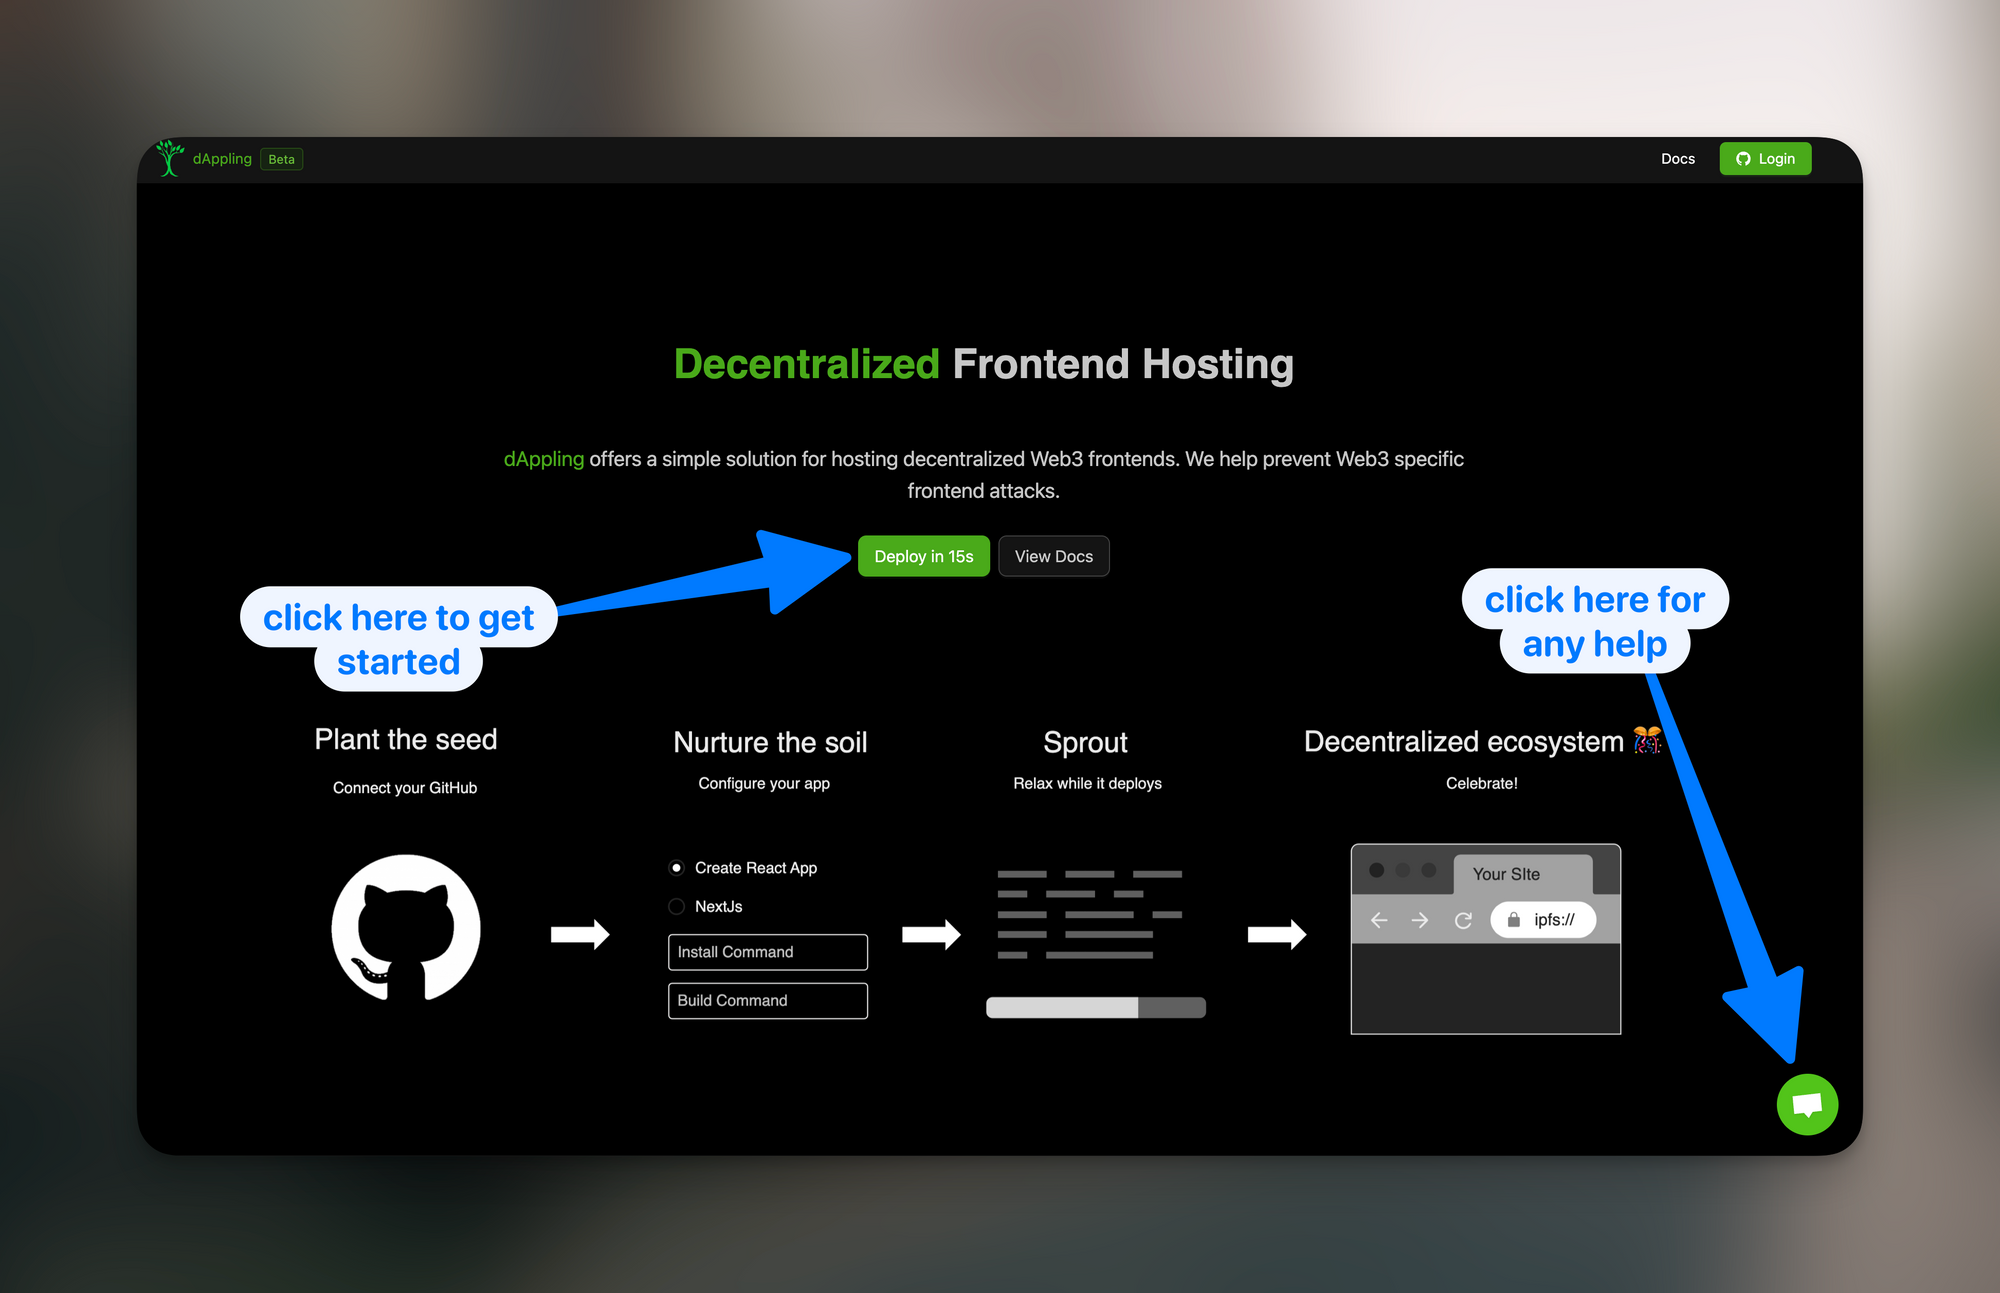 dAppling Beta
Docs
Login
Decentralized Frontend Hosting
dAppling offers a simple solution for hosting decentralized Web3 frontends. We help prevent Web3 specific
frontend attacks.
Deploy in 15s
View Docs
click here to get
started
click here for
any help
Plant the seed
Connect your GitHub
Nurture the soil
Configure your app
Create React App
NextJs
Install Command
Build Command
Sprout
Relax while it deploys
Decentralized ecosystem 🎊
Celebrate!
Your SIte
ipfs://